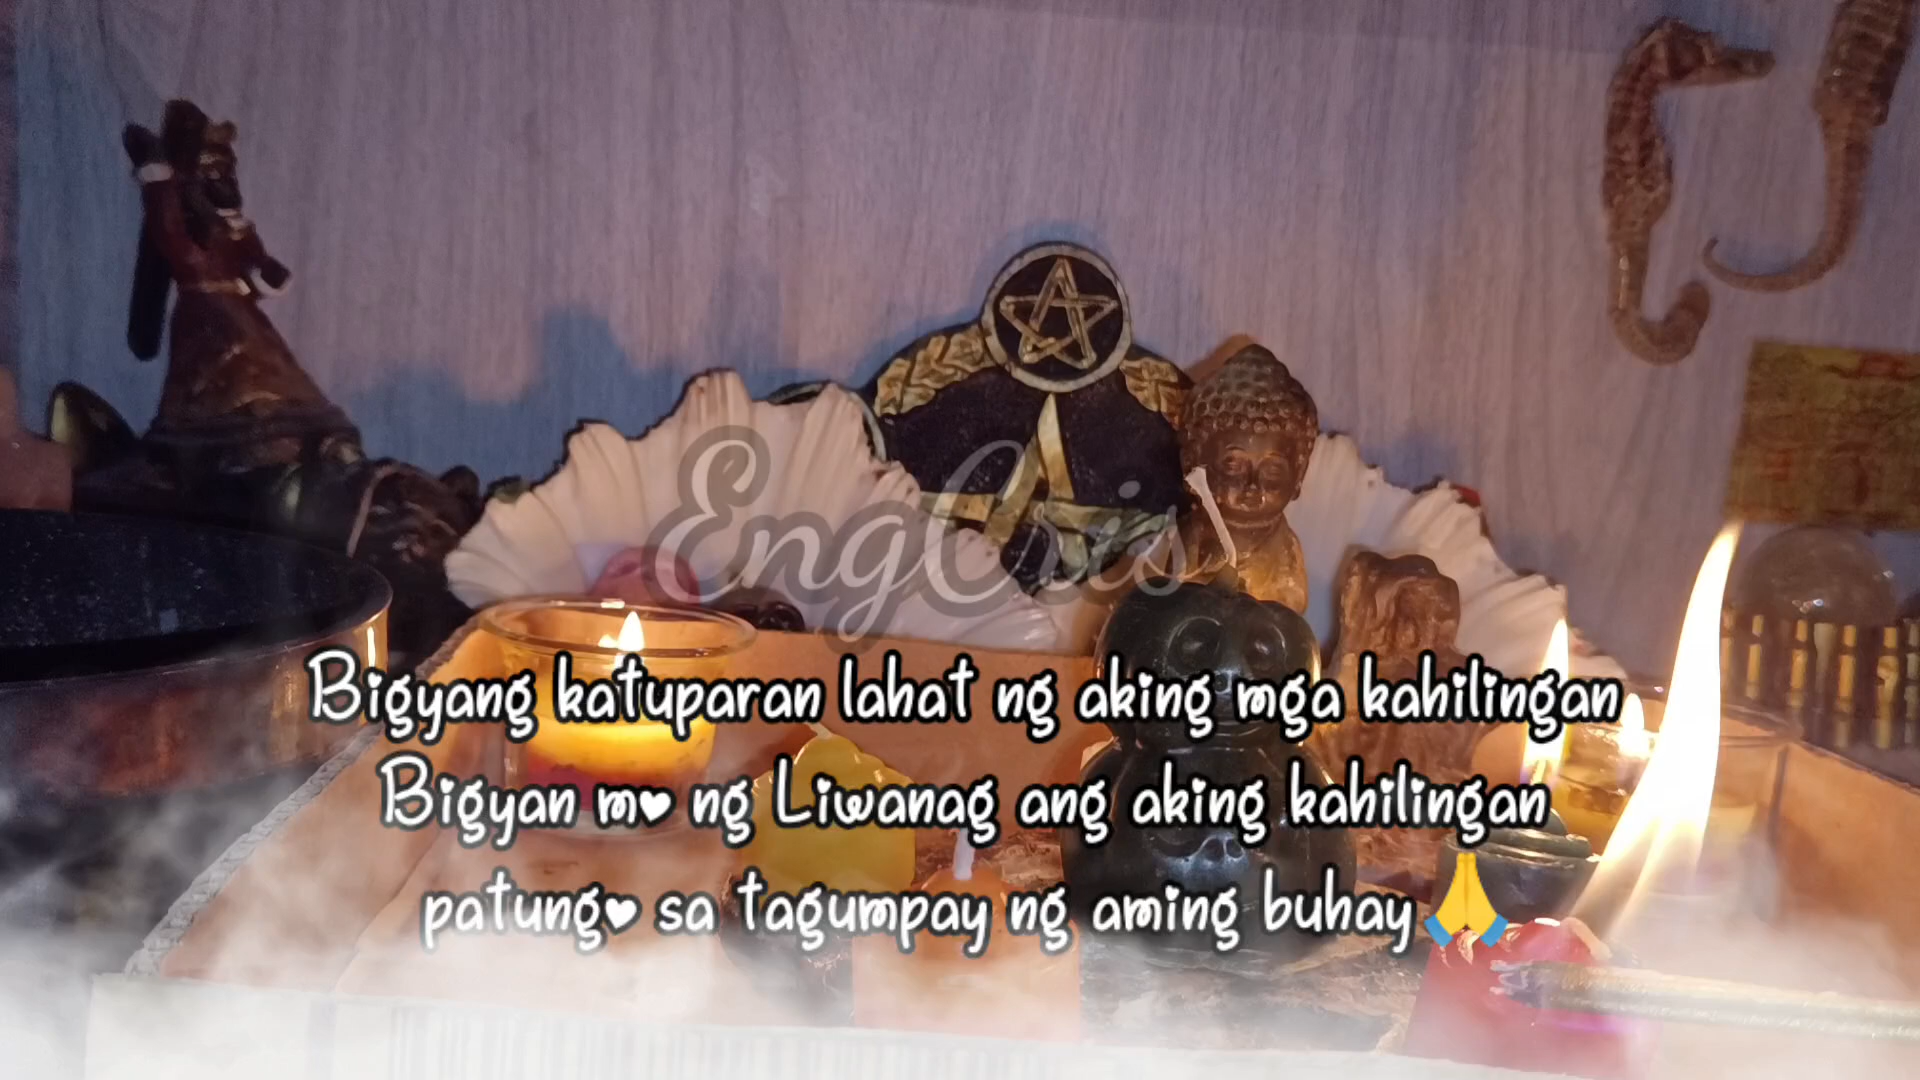 EngCris
Bigyang katuparan lahat ng aking mga kahilingan
Bigyan mo ng Liwanag ang aking kahilingan
patungo sa tagumpay ng aming buhay🙏